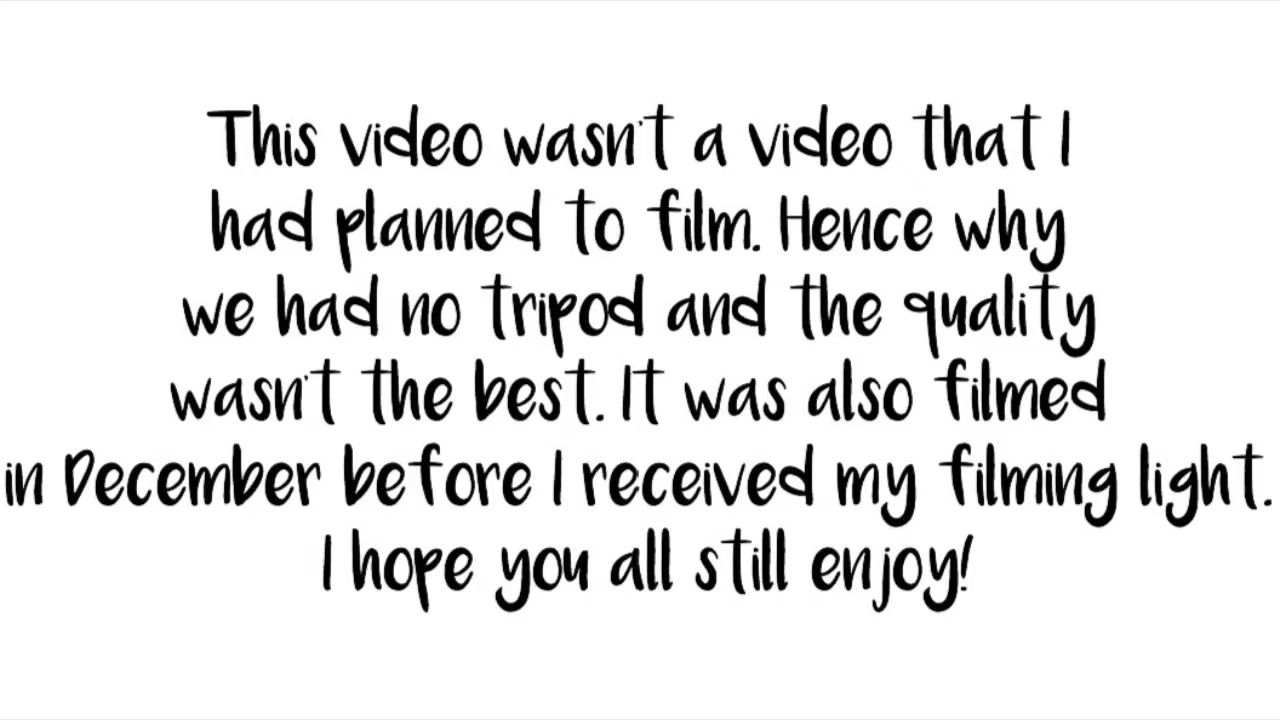 This video wasn't a video that I
had planned to film. Hence why
we had no tripod and the quality
wasn't the best. It was also filmed
in December before I received my filming light.
I hope you all still enjoy!